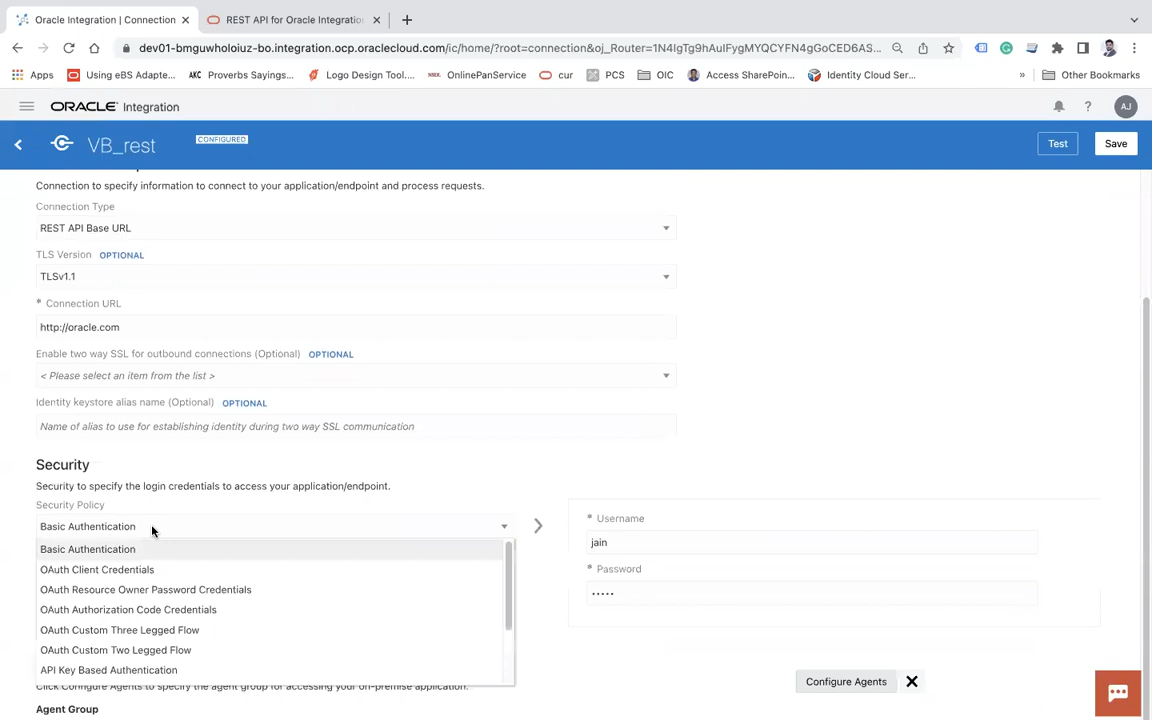 Oracle Integration | Connection
REST API for Oracle Integratio
dev01-bmguwholoiuz-bo.integration.ocp.oraclecloud.com/ic/home/?root=connection&oj_Router=1N4IgTg9hAuIFygMYQCYFN4gGoCED6AS...
Apps
Using eBS Adapte...
AKC Proverbs Sayings...
Logo Design Tool....
OnlinePanService
cur
PCS
OIC
Access SharePoin...
Identity Cloud Ser...
»
Other Bookmarks
ORACLE Integration
?
AJ
VB_rest
CONFIGURED
Test
Save
Connection to specify information to connect to your application/endpoint and process requests.
Connection Type
REST API Base URL
TLS Version OPTIONAL
TLSv1.1
* Connection URL
http://oracle.com
Enable two way SSL for outbound connections (Optional) OPTIONAL
< Please select an item from the list >
Identity keystore alias name (Optional) OPTIONAL
Name of alias to use for establishing identity during two way SSL communication
Security
Security to specify the login credentials to access your application/endpoint.
Security Policy
Basic Authentication
Basic Authentication
OAuth Client Credentials
OAuth Resource Owner Password Credentials
OAuth Authorization Code Credentials
OAuth Custom Three Legged Flow
OAuth Custom Two Legged Flow
API Key Based Authentication
* Username
jain
* Password
•••••
Click Configure Agents to specify the agent group for accessing your on-premise application.
Configure Agents
Agent Group